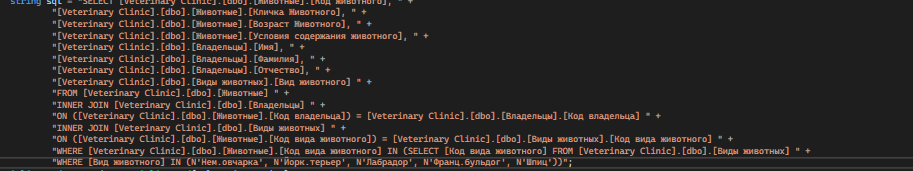 string sql = "SELECT [Veterinary Clinic].[dbo].[Животные].[Код животного], " +
"[Veterinary Clinic].[dbo].[Животные].[Кличка Животного], " +
"[Veterinary Clinic].[dbo].[Животные].[Возраст Животного], " +
"[Veterinary Clinic].[dbo].[Животные].[Условия содержания животного], " +
"[Veterinary Clinic].[dbo].[Владельцы].[Имя], " +
"[Veterinary Clinic].[dbo].[Владельцы].[Фамилия], " +
"[Veterinary Clinic].[dbo].[Владельцы].[Отчество], " +
"[Veterinary Clinic].[dbo].[Виды животных].[Вид животного] " +
"FROM [Veterinary Clinic].[dbo].[Животные] " +
"INNER JOIN [Veterinary Clinic].[dbo].[Владельцы] " +
"ON ([Veterinary Clinic].[dbo].[Животные].[Код владельца]) = [Veterinary Clinic].[dbo].[Владельцы].[Код владельца] " +
"INNER JOIN [Veterinary Clinic].[dbo].[Виды животных] " +
"ON ([Veterinary Clinic].[dbo].[Животные].[Код вида животного]) = [Veterinary Clinic].[dbo].[Виды животных].[Код вида животного] " +
"WHERE [Veterinary Clinic].[dbo].[Животные].[Код вида животного] IN (SELECT [Код вида животного] FROM [Veterinary Clinic].[dbo].[Виды животных] " +
"WHERE [Вид животного] IN (N'Нем.овчарка', N'Йорк.терьер', N'Лабрадор', N'Франц.бульдог', N'Шпиц'))";